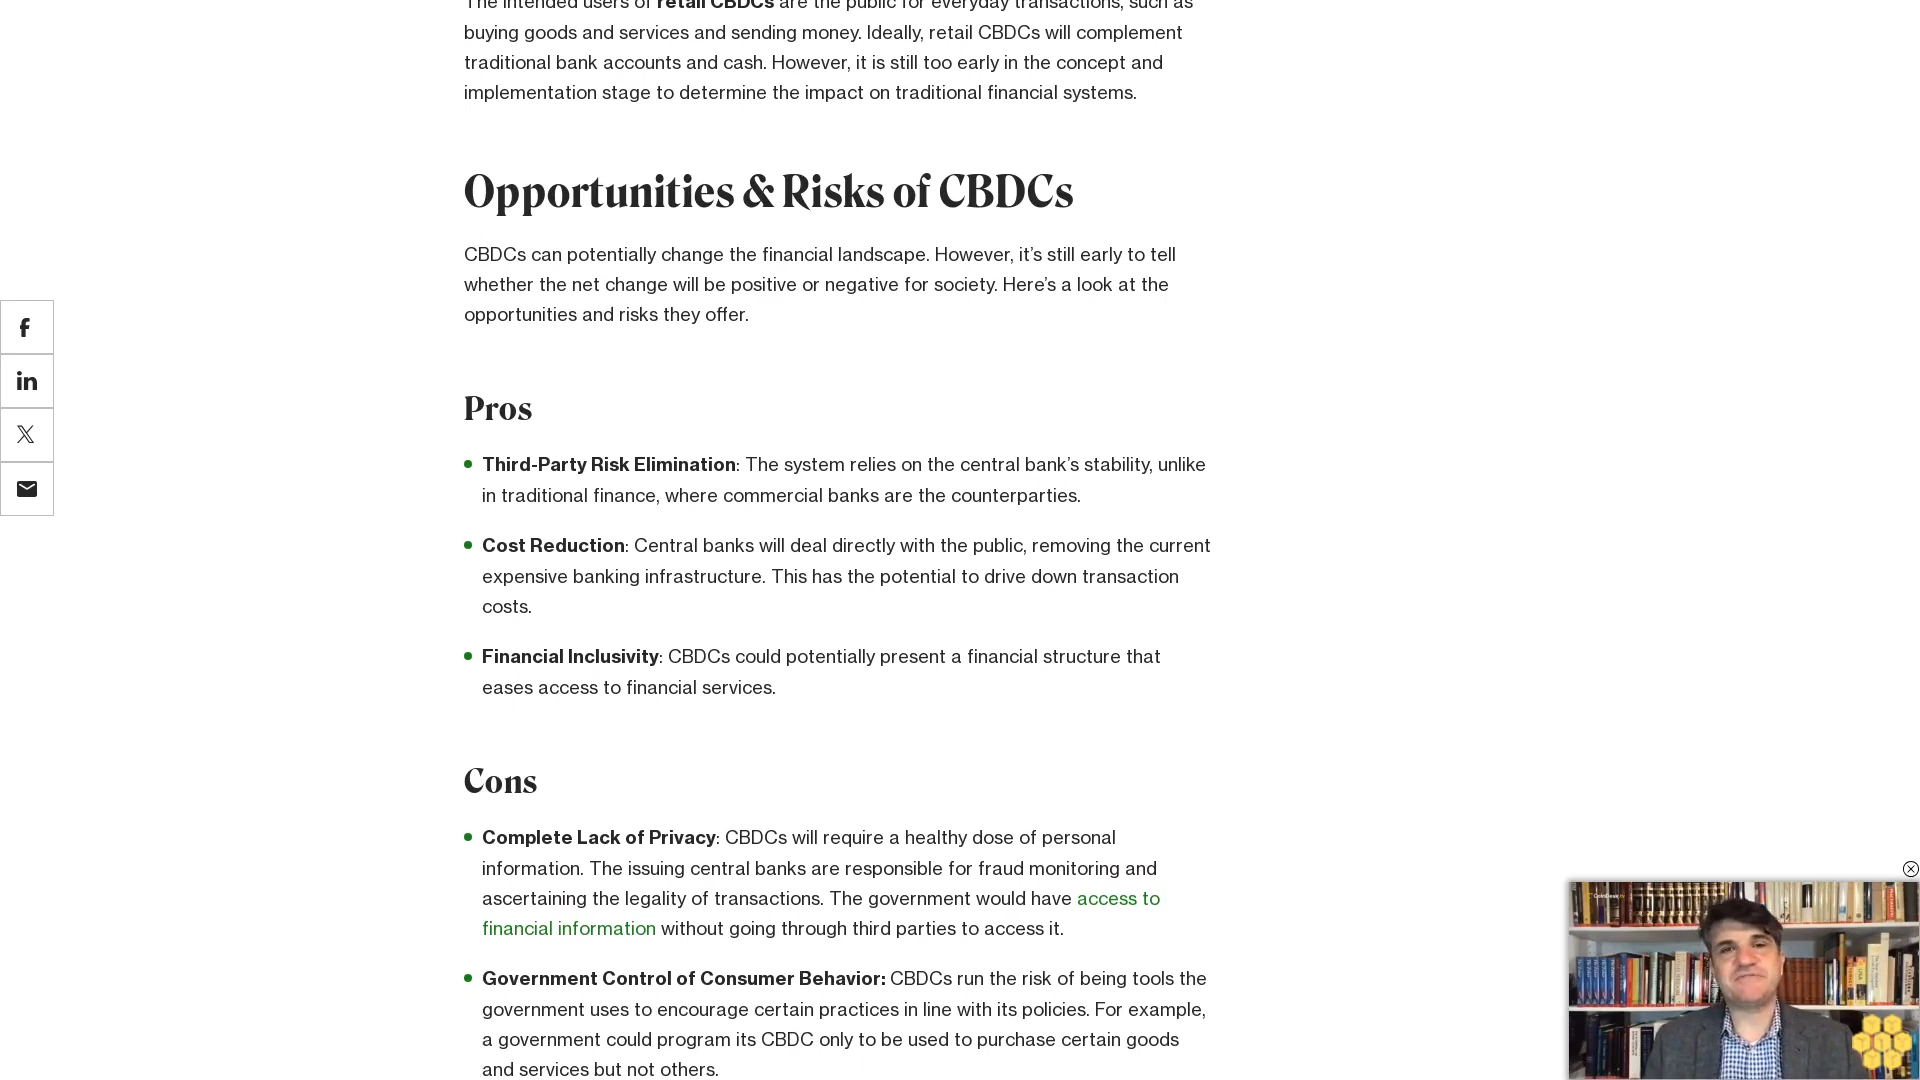 The intended users of retail CBDCs are the public for everyday transactions, such as
buying goods and services and sending money. Ideally, retail CBDCs will complement
traditional bank accounts and cash. However, it is still too early in the concept and
implementation stage to determine the impact on traditional financial systems.
Opportunities & Risks of CBDCs
CBDCs can potentially change the financial landscape. However, it’s still early to tell
whether the net change will be positive or negative for society. Here’s a look at the
opportunities and risks they offer.
Pros
Third-Party Risk Elimination: The system relies on the central bank’s stability, unlike
in traditional finance, where commercial banks are the counterparties.
Cost Reduction: Central banks will deal directly with the public, removing the current
expensive banking infrastructure. This has the potential to drive down transaction
costs.
Financial Inclusivity: CBDCs could potentially present a financial structure that
eases access to financial services.
Cons
Complete Lack of Privacy: CBDCs will require a healthy dose of personal
information. The issuing central banks are responsible for fraud monitoring and
ascertaining the legality of transactions. The government would have access to
financial information without going through third parties to access it.
Government Control of Consumer Behavior: CBDCs run the risk of being tools the
government uses to encourage certain practices in line with its policies. For example,
a government could program its CBDC only to be used to purchase certain goods
and services but not others.